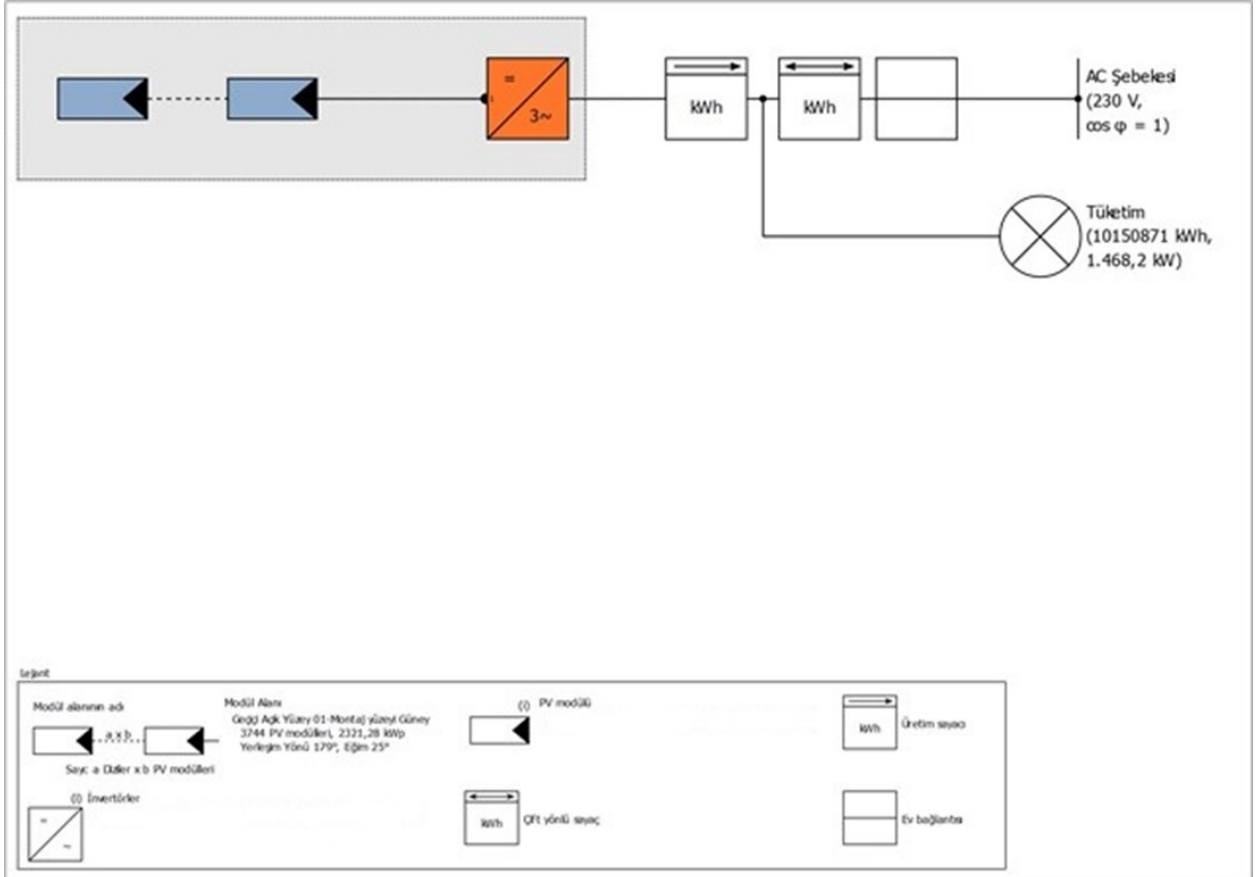 =
3~
kWh
kWh
AC Şebekesi
(230 V,
cos φ = 1)
Tüketim
(10150871 kWh,
1.468,2 kW)
Lejant
Modül alanının adı
a x b
Sayı: a Diziler x b PV modülleri
Modül Alanı
Geçği Açık Yüzey 01-Montaj yüzeyi Güney
3744 PV modülleri, 2321,28 kWp
Yerleşim Yönü 179°, Eğim 25°
(i) PV modülü
kWh
Üretim sayacı
(i) İnvertörler
=
~
kWh
Çift yönlü sayaç
Ev bağlantısı